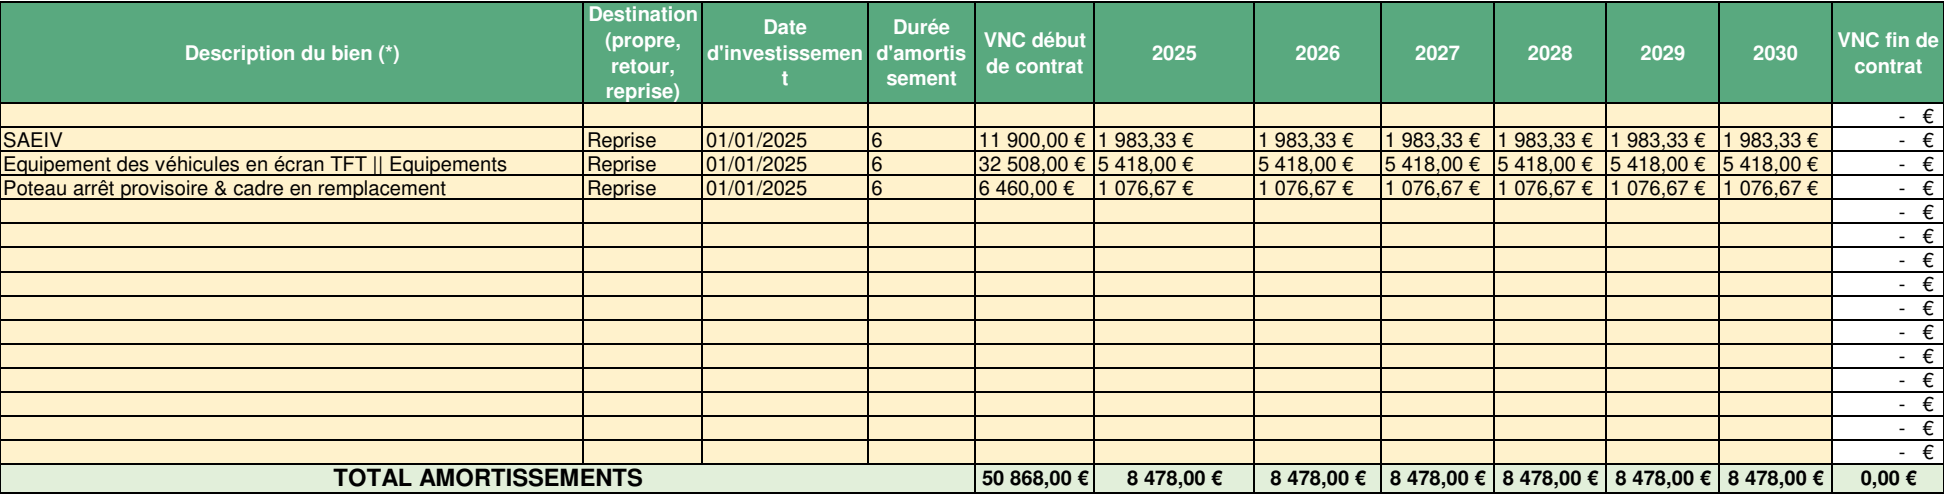 Description du bien (*) Destination (propre, retour, reprise) Date d'investissement Durée d'amortissement VNC début de contrat 2025 2026 2027 2028 2029 2030 VNC fin de contrat
- €
SAEIV Reprise 01/01/2025 6 11 900,00 € 1 983,33 € 1 983,33 € 1 983,33 € 1 983,33 € 1 983,33 € 1 983,33 € - €
Equipement des véhicules en écran TFT || Equipements Reprise 01/01/2025 6 32 508,00 € 5 418,00 € 5 418,00 € 5 418,00 € 5 418,00 € 5 418,00 € 5 418,00 € - €
Poteau arrêt provisoire & cadre en remplacement Reprise 01/01/2025 6 6 460,00 € 1 076,67 € 1 076,67 € 1 076,67 € 1 076,67 € 1 076,67 € 1 076,67 € - €
- €
- €
- €
- €
- €
- €
- €
- €
- €
- €
- €
TOTAL AMORTISSEMENTS 50 868,00 € 8 478,00 € 8 478,00 € 8 478,00 € 8 478,00 € 8 478,00 € 8 478,00 € 0,00 €